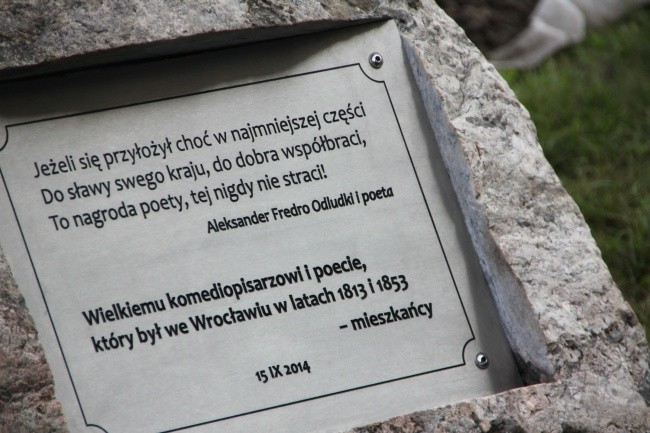 Jeżeli się przyłożył choć w najmniejszej części
Do sławy swego kraju, do dobra współbraci,
To nagroda poety, tej nigdy nie straci!
Aleksander Fredro Odludki i poeta
Wielkiemu komediopisarzowi i poecie,
który był we Wrocławiu w latach 1813 i 1853
– mieszkańcy
15 IX 2014